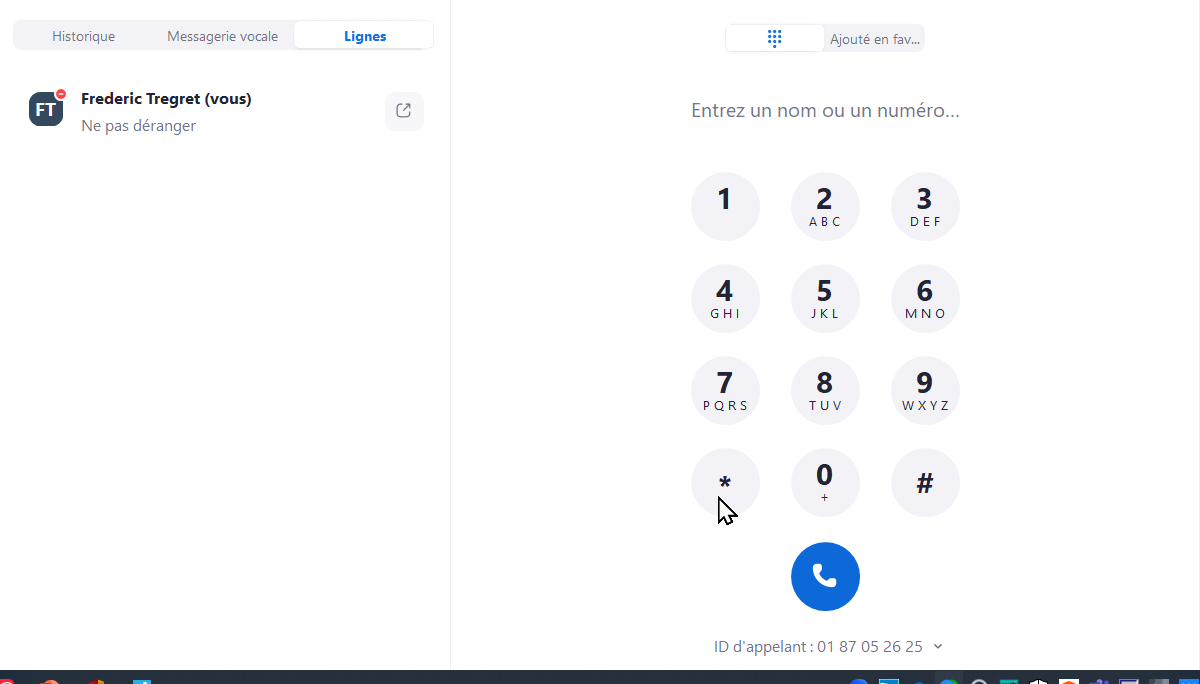 Historique Messagerie vocale Lignes
FT
Frederic Tregret (vous)
Ne pas déranger
Ajouté en fav...
Entrez un nom ou un numéro...
1 2 3
ABC DEF
4 5 6
GHI JKL MNO
7 8 9
PQRS TUV WXYZ
* 0 #
+
ID d'appelant : 01 87 05 26 25